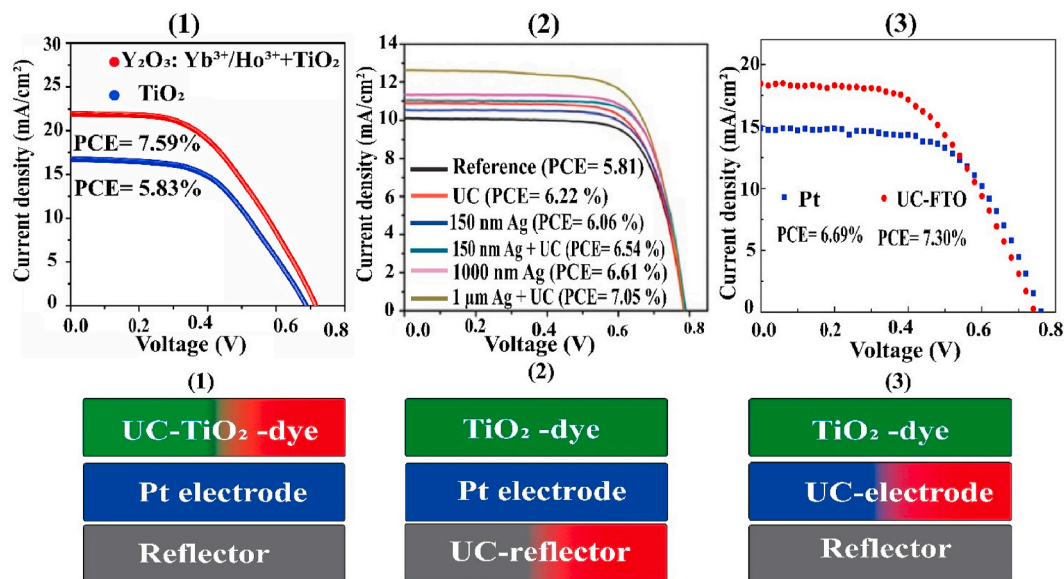 (1)
30
25
20
15
10
5
0
Current density (mA/cm²)
Y₂O₃: Yb³⁺/Ho³⁺+TiO₂
TiO₂
PCE= 7.59%
PCE= 5.83%
0.0 0.2 0.4 0.6 0.8
Voltage (V)
(2)
14
12
10
8
6
4
2
0
Current density (mA/cm²)
Reference (PCE= 5.81)
UC (PCE= 6.22 %)
150 nm Ag (PCE= 6.06 %)
150 nm Ag + UC (PCE= 6.54 %)
1000 nm Ag (PCE= 6.61 %)
1 µm Ag + UC (PCE= 7.05 %)
0.0 0.2 0.4 0.6 0.8
Voltage (V)
(3)
20
15
10
5
0
Current density (mA/cm²)
Pt UC-FTO
PCE= 6.69% PCE= 7.30%
0.0 0.2 0.4 0.6 0.8
Voltage (V)
(1)
UC-TiO₂ -dye
Pt electrode
Reflector
(2)
TiO₂ -dye
Pt electrode
UC-reflector
(3)
TiO₂ -dye
UC-electrode
Reflector